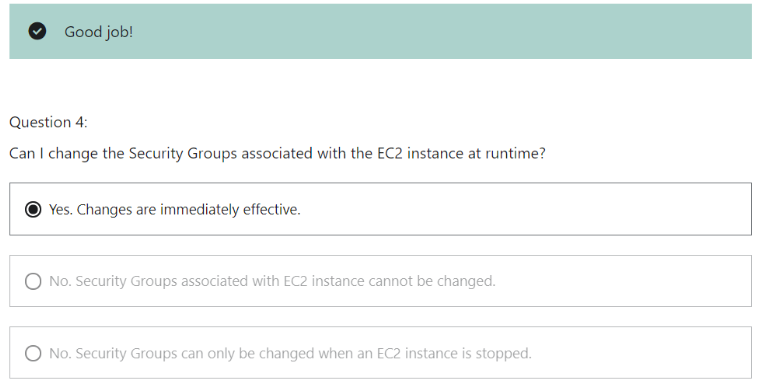 Good job!
Question 4:
Can I change the Security Groups associated with the EC2 instance at runtime?
Yes. Changes are immediately effective.
No. Security Groups associated with EC2 instance cannot be changed.
No. Security Groups can only be changed when an EC2 instance is stopped.